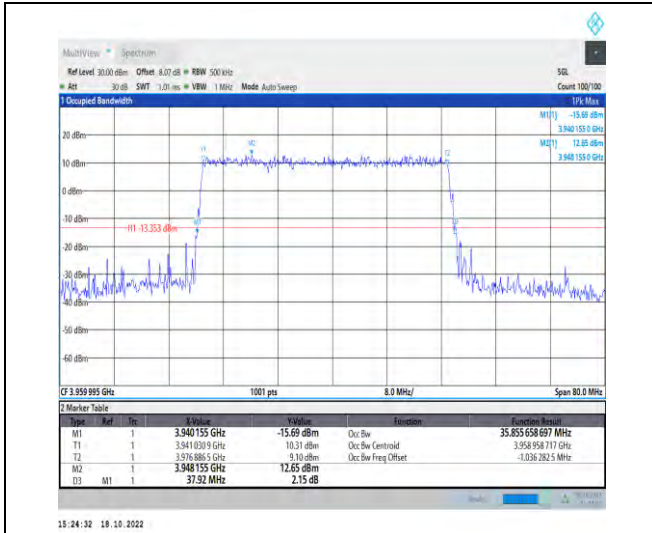 MultiView Spectrum
Ref Level 30.00 dBm Offset 8.07 dB RBW 500 kHz SGL
Att 30 dB SWT 1.01 ms VBW 1 MHz Mode Auto Sweep Count 100/100
1 Occupied Bandwidth 1Pk Max
M1[1] -15.69 dBm
3.940 155 0 GHz
M2[1] 12.65 dBm
3.948 155 0 GHz
20 dBm
10 dBm
0 dBm
-10 dBm
H1 -13.353 dBm
-20 dBm
-30 dBm
-40 dBm
-50 dBm
-60 dBm
T1
M2
T2
M1
CF 3.959 995 GHz 1001 pts 8.0 MHz/ Span 80.0 MHz
2 Marker Table
Type Ref Trc X-Value Y-Value Function Function Result
M1 1 3.940 155 GHz -15.69 dBm Occ Bw 35.855 658 697 MHz
T1 1 3.941 030 9 GHz 10.31 dBm Occ Bw Centroid 3.958 958 717 GHz
T2 1 3.976 886 5 GHz 9.10 dBm Occ Bw Freq Offset -1.036 282 5 MHz
M2 1 3.948 155 GHz 12.65 dBm
D3 M1 1 37.92 MHz 2.15 dB
15:24:32 18.10.2022